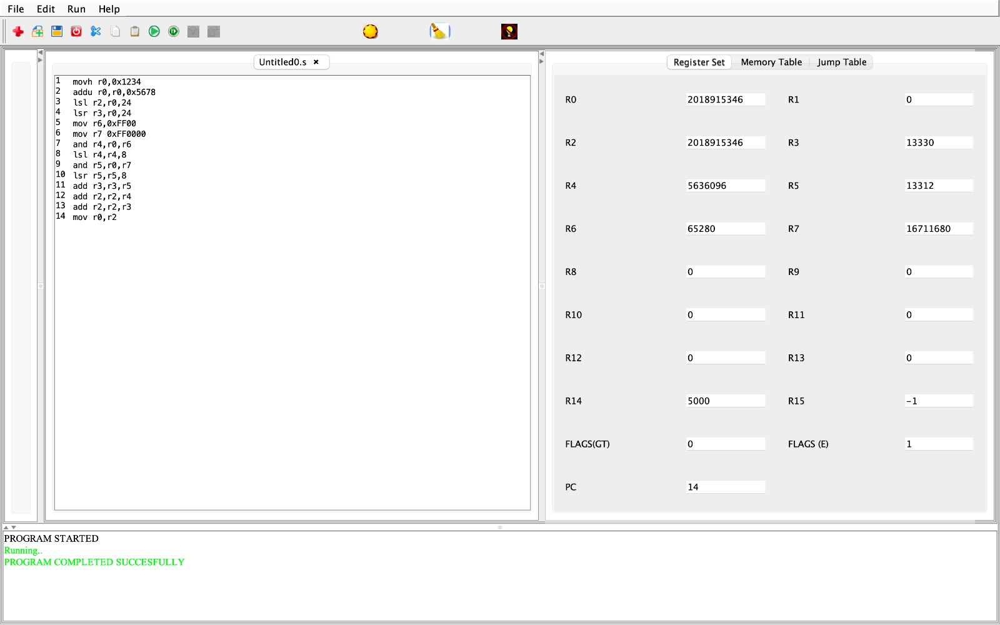 File Edit Run Help
Untitled0.s ×
1 movh r0,0x1234
2 addu r0,r0,0x5678
3 lsl r2,r0,24
4 lsr r3,r0,24
5 mov r6,0xFF00
6 mov r7 0xFF0000
7 and r4,r0,r6
8 lsl r4,r4,8
9 and r5,r0,r7
10 lsr r5,r5,8
11 add r3,r3,r5
12 add r2,r2,r4
13 add r2,r2,r3
14 mov r0,r2
Register Set Memory Table Jump Table
R0 2018915346 R1 0
R2 2018915346 R3 13330
R4 5636096 R5 13312
R6 65280 R7 16711680
R8 0 R9 0
R10 0 R11 0
R12 0 R13 0
R14 5000 R15 -1
FLAGS(GT) 0 FLAGS (E) 1
PC 14
PROGRAM STARTED
Running..
PROGRAM COMPLETED SUCCESFULLY